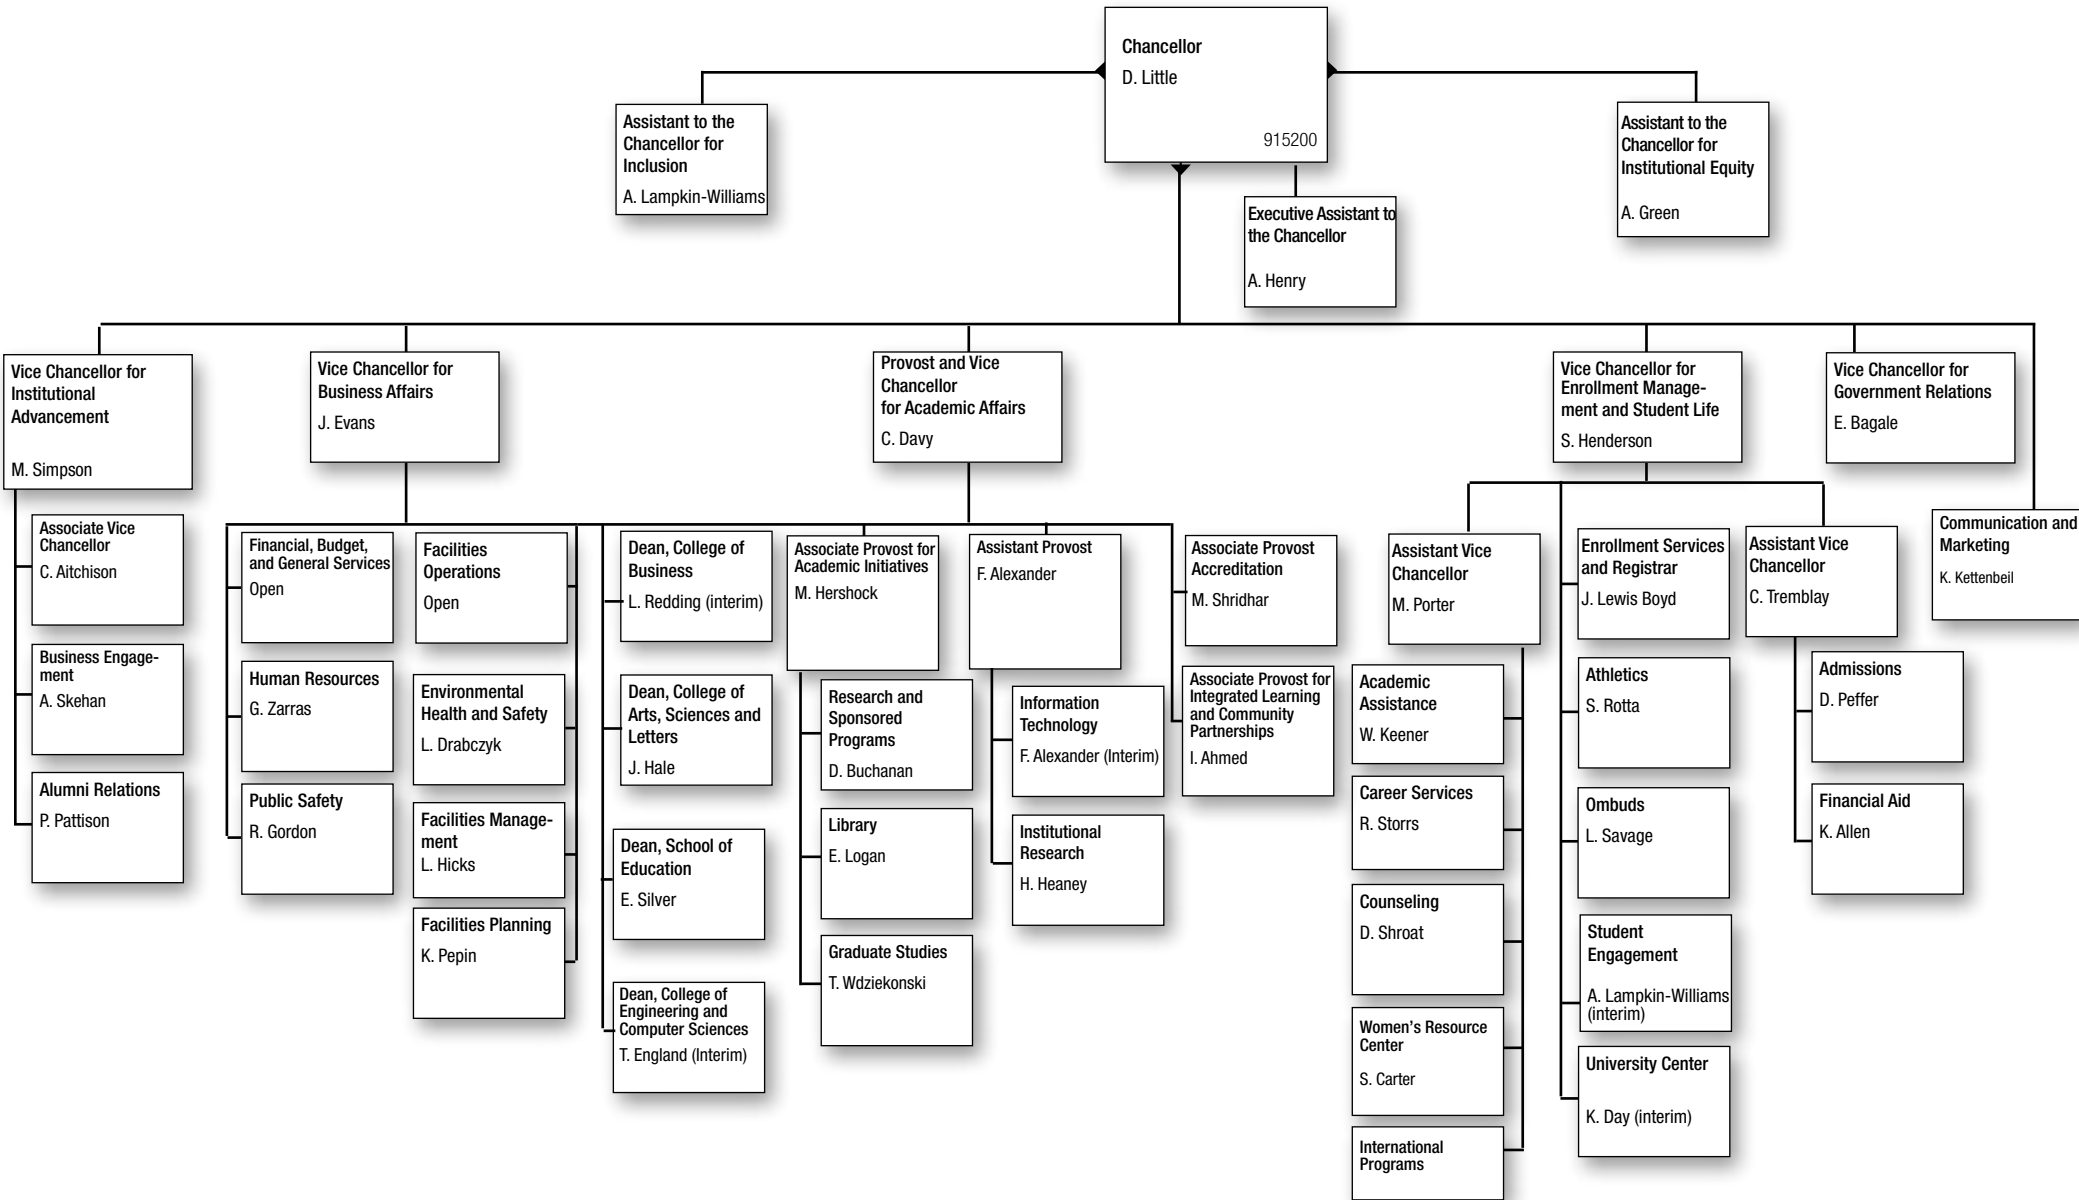 Chancellor
D. Little
915200
Assistant to the
Chancellor for
Inclusion
A. Lampkin-Williams
Executive Assistant to
the Chancellor
A. Henry
Assistant to the
Chancellor for
Institutional Equity
A. Green
Vice Chancellor for
Institutional
Advancement
M. Simpson
Vice Chancellor for
Business Affairs
J. Evans
Provost and Vice
Chancellor
for Academic Affairs
C. Davy
Vice Chancellor for
Enrollment Manage-
ment and Student Life
S. Henderson
Vice Chancellor for
Government Relations
E. Bagale
Communication and
Marketing
K. Kettenbeil
Associate Vice
Chancellor
C. Aitchison
Business Engage-
ment
A. Skehan
Alumni Relations
P. Pattison
Financial, Budget,
and General Services
Open
Human Resources
G. Zarras
Public Safety
R. Gordon
Facilities
Operations
Open
Environmental
Health and Safety
L. Drabczyk
Facilities Manage-
ment
L. Hicks
Facilities Planning
K. Pepin
Dean, College of
Business
L. Redding (interim)
Dean, College of
Arts, Sciences and
Letters
J. Hale
Dean, School of
Education
E. Silver
Dean, College of
Engineering and
Computer Sciences
T. England (Interim)
Associate Provost for
Academic Initiatives
M. Hershock
Research and
Sponsored
Programs
D. Buchanan
Library
E. Logan
Graduate Studies
T. Wdziekonski
Assistant Provost
F. Alexander
Information
Technology
F. Alexander (Interim)
Institutional
Research
H. Heaney
Associate Provost
Accreditation
M. Shridhar
Associate Provost for
Integrated Learning
and Community
Partnerships
I. Ahmed
Assistant Vice
Chancellor
M. Porter
Academic
Assistance
W. Keener
Career Services
R. Storrs
Counseling
D. Shroat
Women’s Resource
Center
S. Carter
International
Programs
Enrollment Services
and Registrar
J. Lewis Boyd
Athletics
S. Rotta
Ombuds
L. Savage
Student
Engagement
A. Lampkin-Williams
(interim)
University Center
K. Day (interim)
Assistant Vice
Chancellor
C. Tremblay
Admissions
D. Peffer
Financial Aid
K. Allen